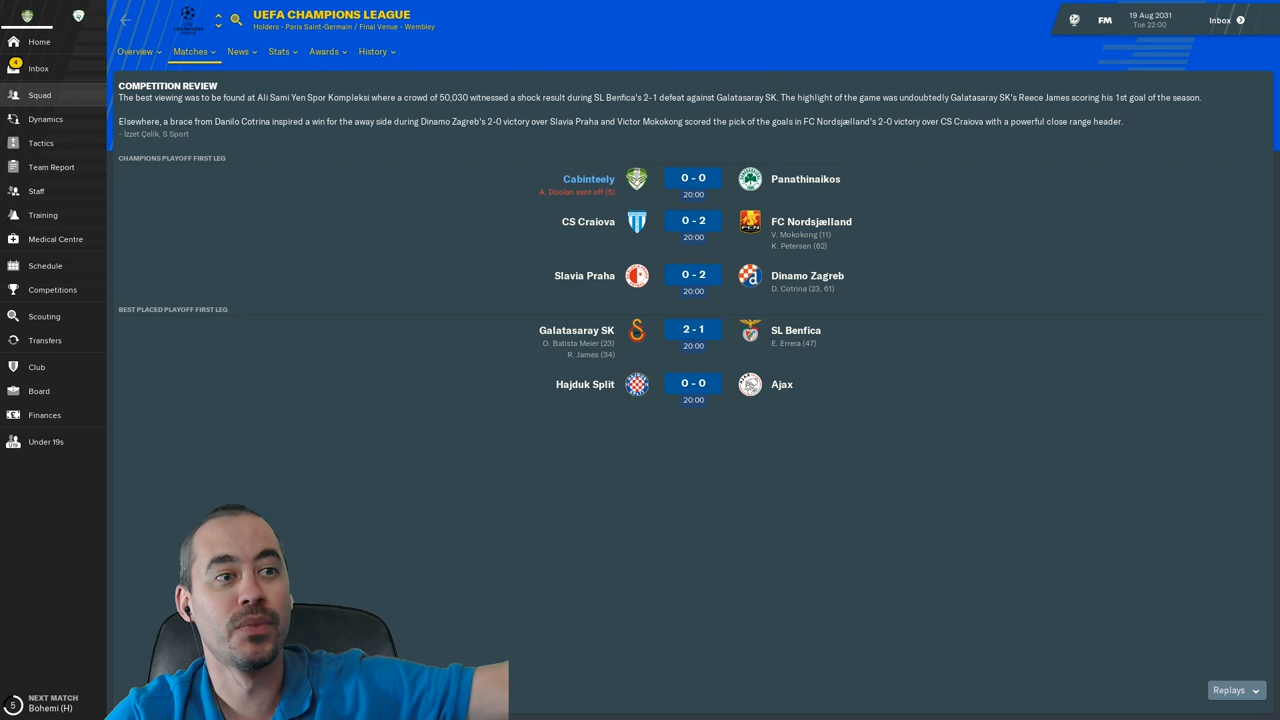 UEFA CHAMPIONS LEAGUE
Holders - Paris Saint-Germain / Final Venue - Wembley
19 Aug 2031
Tue 22:00
FM
Inbox
Overview
Matches
News
Stats
Awards
History
Home
4
Inbox
Squad
Dynamics
Tactics
Team Report
Staff
Training
Medical Centre
Schedule
Competitions
Scouting
Transfers
Club
Board
Finances
Under 19s
5
NEXT MATCH
Bohemi (H)
COMPETITION REVIEW
The best viewing was to be found at Ali Sami Yen Spor Kompleksi where a crowd of 50,030 witnessed a shock result during SL Benfica's 2-1 defeat against Galatasaray SK. The highlight of the game was undoubtedly Galatasaray SK's Reece James scoring his 1st goal of the season.
Elsewhere, a brace from Danilo Cotrina inspired a win for the away side during Dinamo Zagreb's 2-0 victory over Slavia Praha and Victor Mokokong scored the pick of the goals in FC Nordsjælland's 2-0 victory over CS Craiova with a powerful close range header.
- İzzet Çelik, S Sport
CHAMPIONS PLAYOFF FIRST LEG
Cabinteely 0 - 0 Panathinaikos
A. Doolan sent off (5) 20:00
CS Craiova 0 - 2 FC Nordsjælland
20:00 V. Mokokong (11)
K. Petersen (62)
Slavia Praha 0 - 2 Dinamo Zagreb
20:00 D. Cotrina (23, 61)
BEST PLACED PLAYOFF FIRST LEG
Galatasaray SK 2 - 1 SL Benfica
O. Batista Meier (23) 20:00 E. Errera (47)
R. James (34)
Hajduk Split 0 - 0 Ajax
20:00
Replays